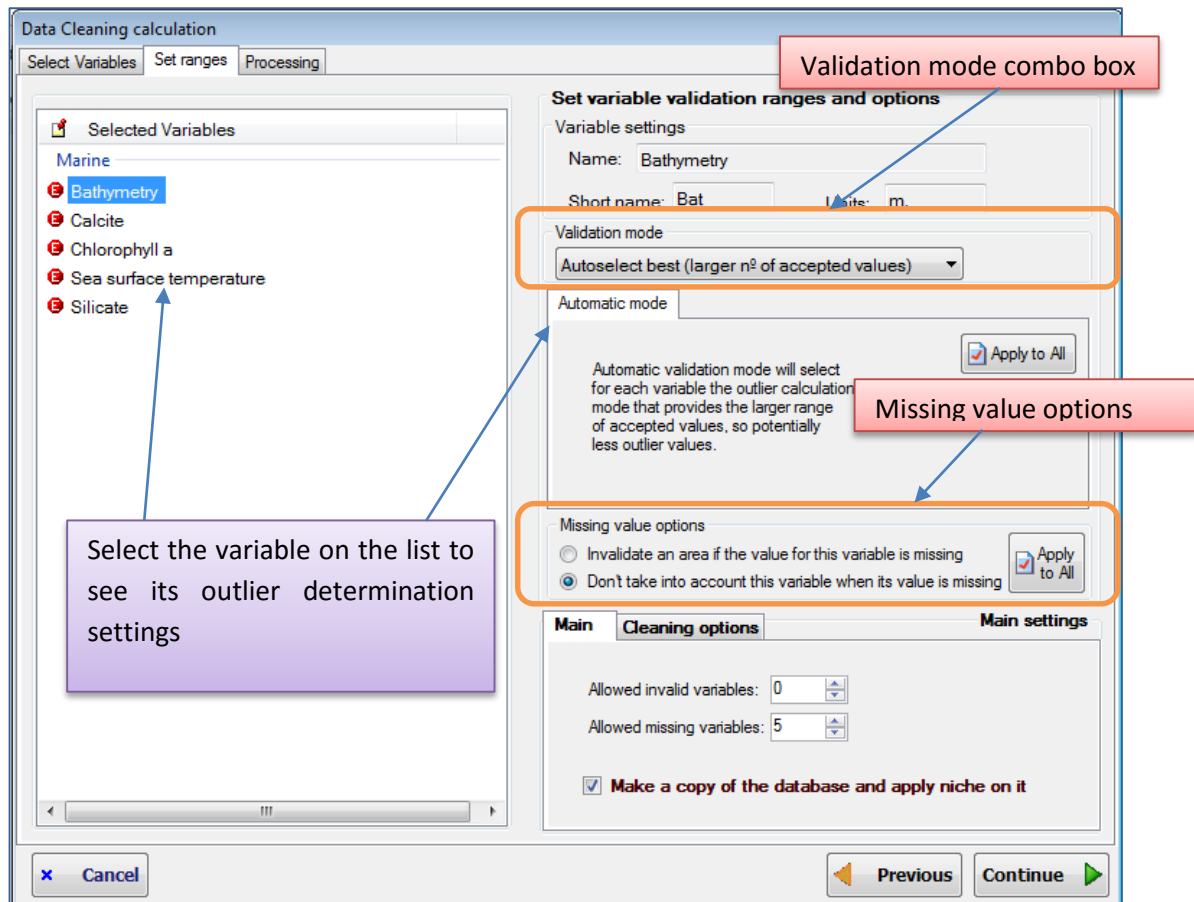 Data Cleaning calculation
Select Variables Set ranges Processing
Validation mode combo box
Selected Variables
Marine
Bathymetry
Calcite
Chlorophyll a
Sea surface temperature
Silicate
Select the variable on the list to
see its outlier determination
settings
Set variable validation ranges and options
Variable settings
Name: Bathymetry
Short name: Bat Units: m.
Validation mode
Autoselect best (larger nº of accepted values)
Automatic mode
Apply to All
Automatic validation mode will select
for each variable the outlier calculation
mode that provides the larger range
of accepted values, so potentially
less outlier values.
Missing value options
Missing value options
Invalidate an area if the value for this variable is missing
Don't take into account this variable when its value is missing
Apply
to All
Main Cleaning options Main settings
Allowed invalid variables: 0
Allowed missing variables: 5
Make a copy of the database and apply niche on it
Cancel Previous Continue